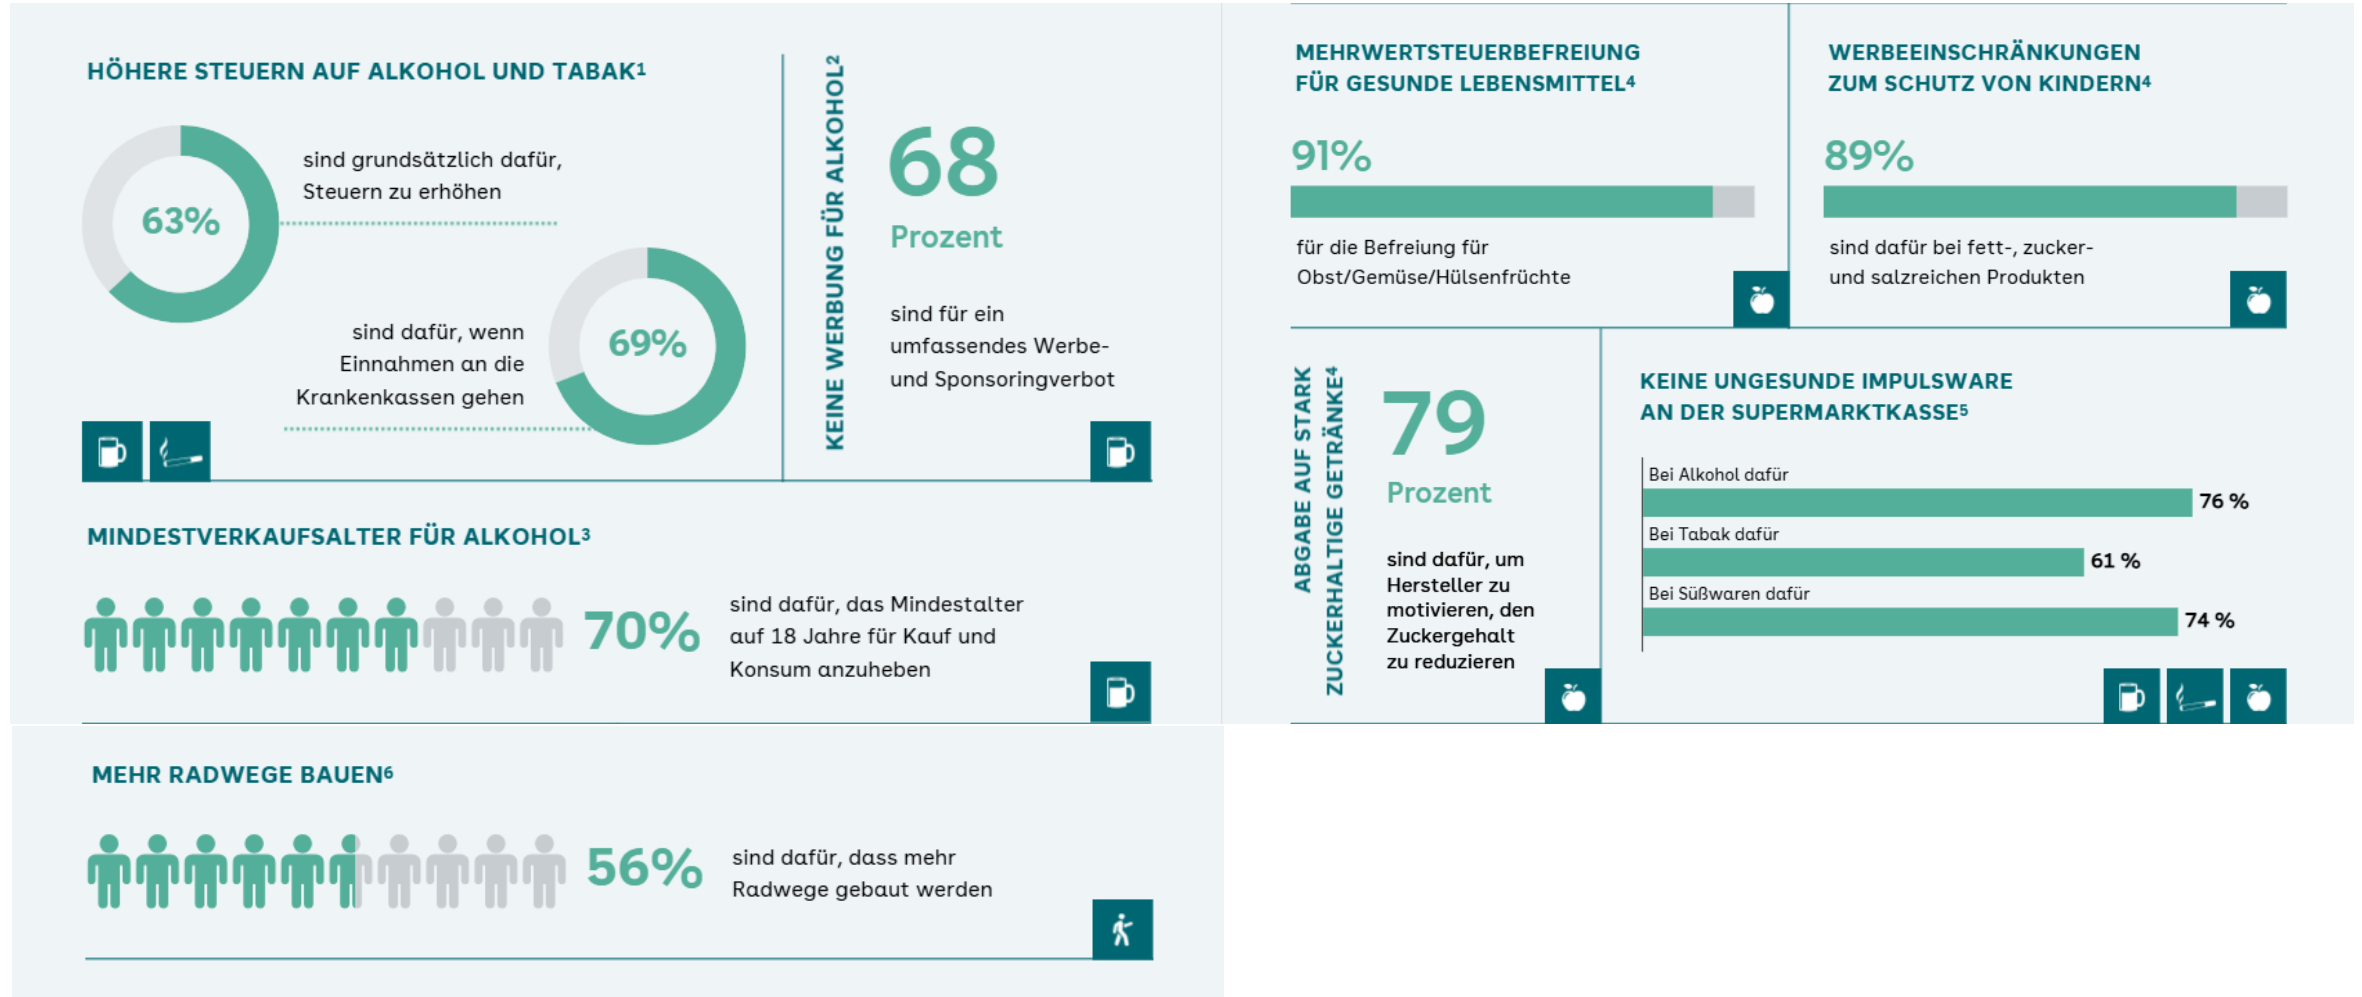 HÖHERE STEUERN AUF ALKOHOL UND TABAK¹
63%
sind grundsätzlich dafür,
Steuern zu erhöhen
sind dafür, wenn
Einnahmen an die
Krankenkassen gehen
69%
KEINE WERBUNG FÜR ALKOHOL²
68
Prozent
sind für ein
umfassendes Werbe-
und Sponsoringverbot
MINDESTVERKAUFSALTER FÜR ALKOHOL³
70%
sind dafür, das Mindestalter
auf 18 Jahre für Kauf und
Konsum anzuheben
MEHRWERTSTEUERBEFREIUNG
FÜR GESUNDE LEBENSMITTEL⁴
91%
für die Befreiung für
Obst/Gemüse/Hülsenfrüchte
WERBEEINSCHRÄNKUNGEN
ZUM SCHUTZ VON KINDERN⁴
89%
sind dafür bei fett-, zucker-
und salzreichen Produkten
ABGABE AUF STARK
ZUCKERHALTIGE GETRÄNKE⁴
79
Prozent
sind dafür, um
Hersteller zu
motivieren, den
Zuckergehalt
zu reduzieren
KEINE UNGESUNDE IMPULSWARE
AN DER SUPERMARKTKASSE⁵
Bei Alkohol dafür
76 %
Bei Tabak dafür
61 %
Bei Süßwaren dafür
74 %
MEHR RADWEGE BAUEN⁶
56%
sind dafür, dass mehr
Radwege gebaut werden